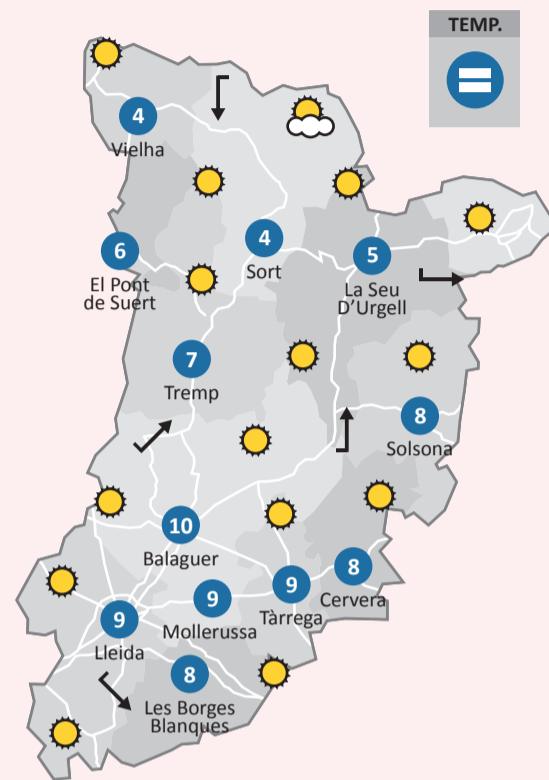 TEMP.
4
Vielha
6
El Pont
de Suert
4
Sort
5
La Seu
D'Urgell
7
Tremp
8
Solsona
10
Balaguer
9
Mollerussa
9
Tàrrega
8
Cervera
9
Lleida
8
Les Borges
Blanques